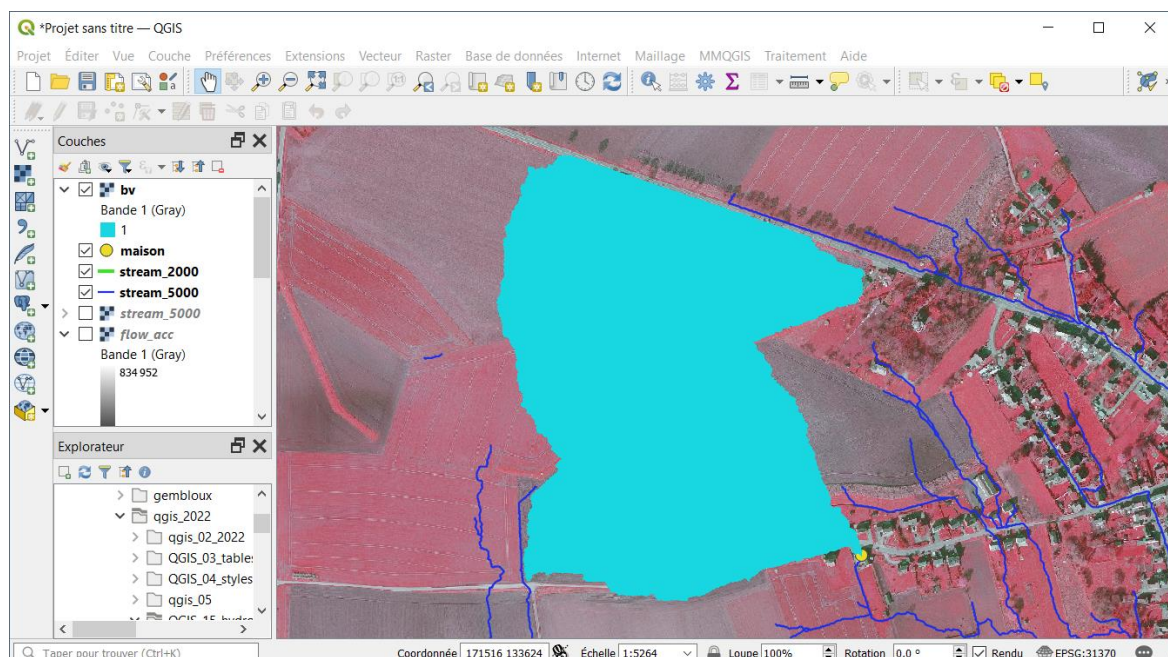 *Projet sans titre — QGIS
Projet Éditer Vue Couche Préférences Extensions Vecteur Raster Base de données Internet Maillage MMQGIS Traitement Aide
Couches
bv
Bande 1 (Gray)
1
maison
stream_2000
stream_5000
stream_5000
flow_acc
Bande 1 (Gray)
834 952
Explorateur
gembloux
qgis_2022
qgis_02_2022
QGIS_03_table
QGIS_04_styles
qgis_05
QGIS_15_hydro
Taper pour trouver (Ctrl+K) Coordonnée 171516 133624 Échelle 1:5264 Loupe 100% Rotation 0,0 ° Rendu EPSG:31370